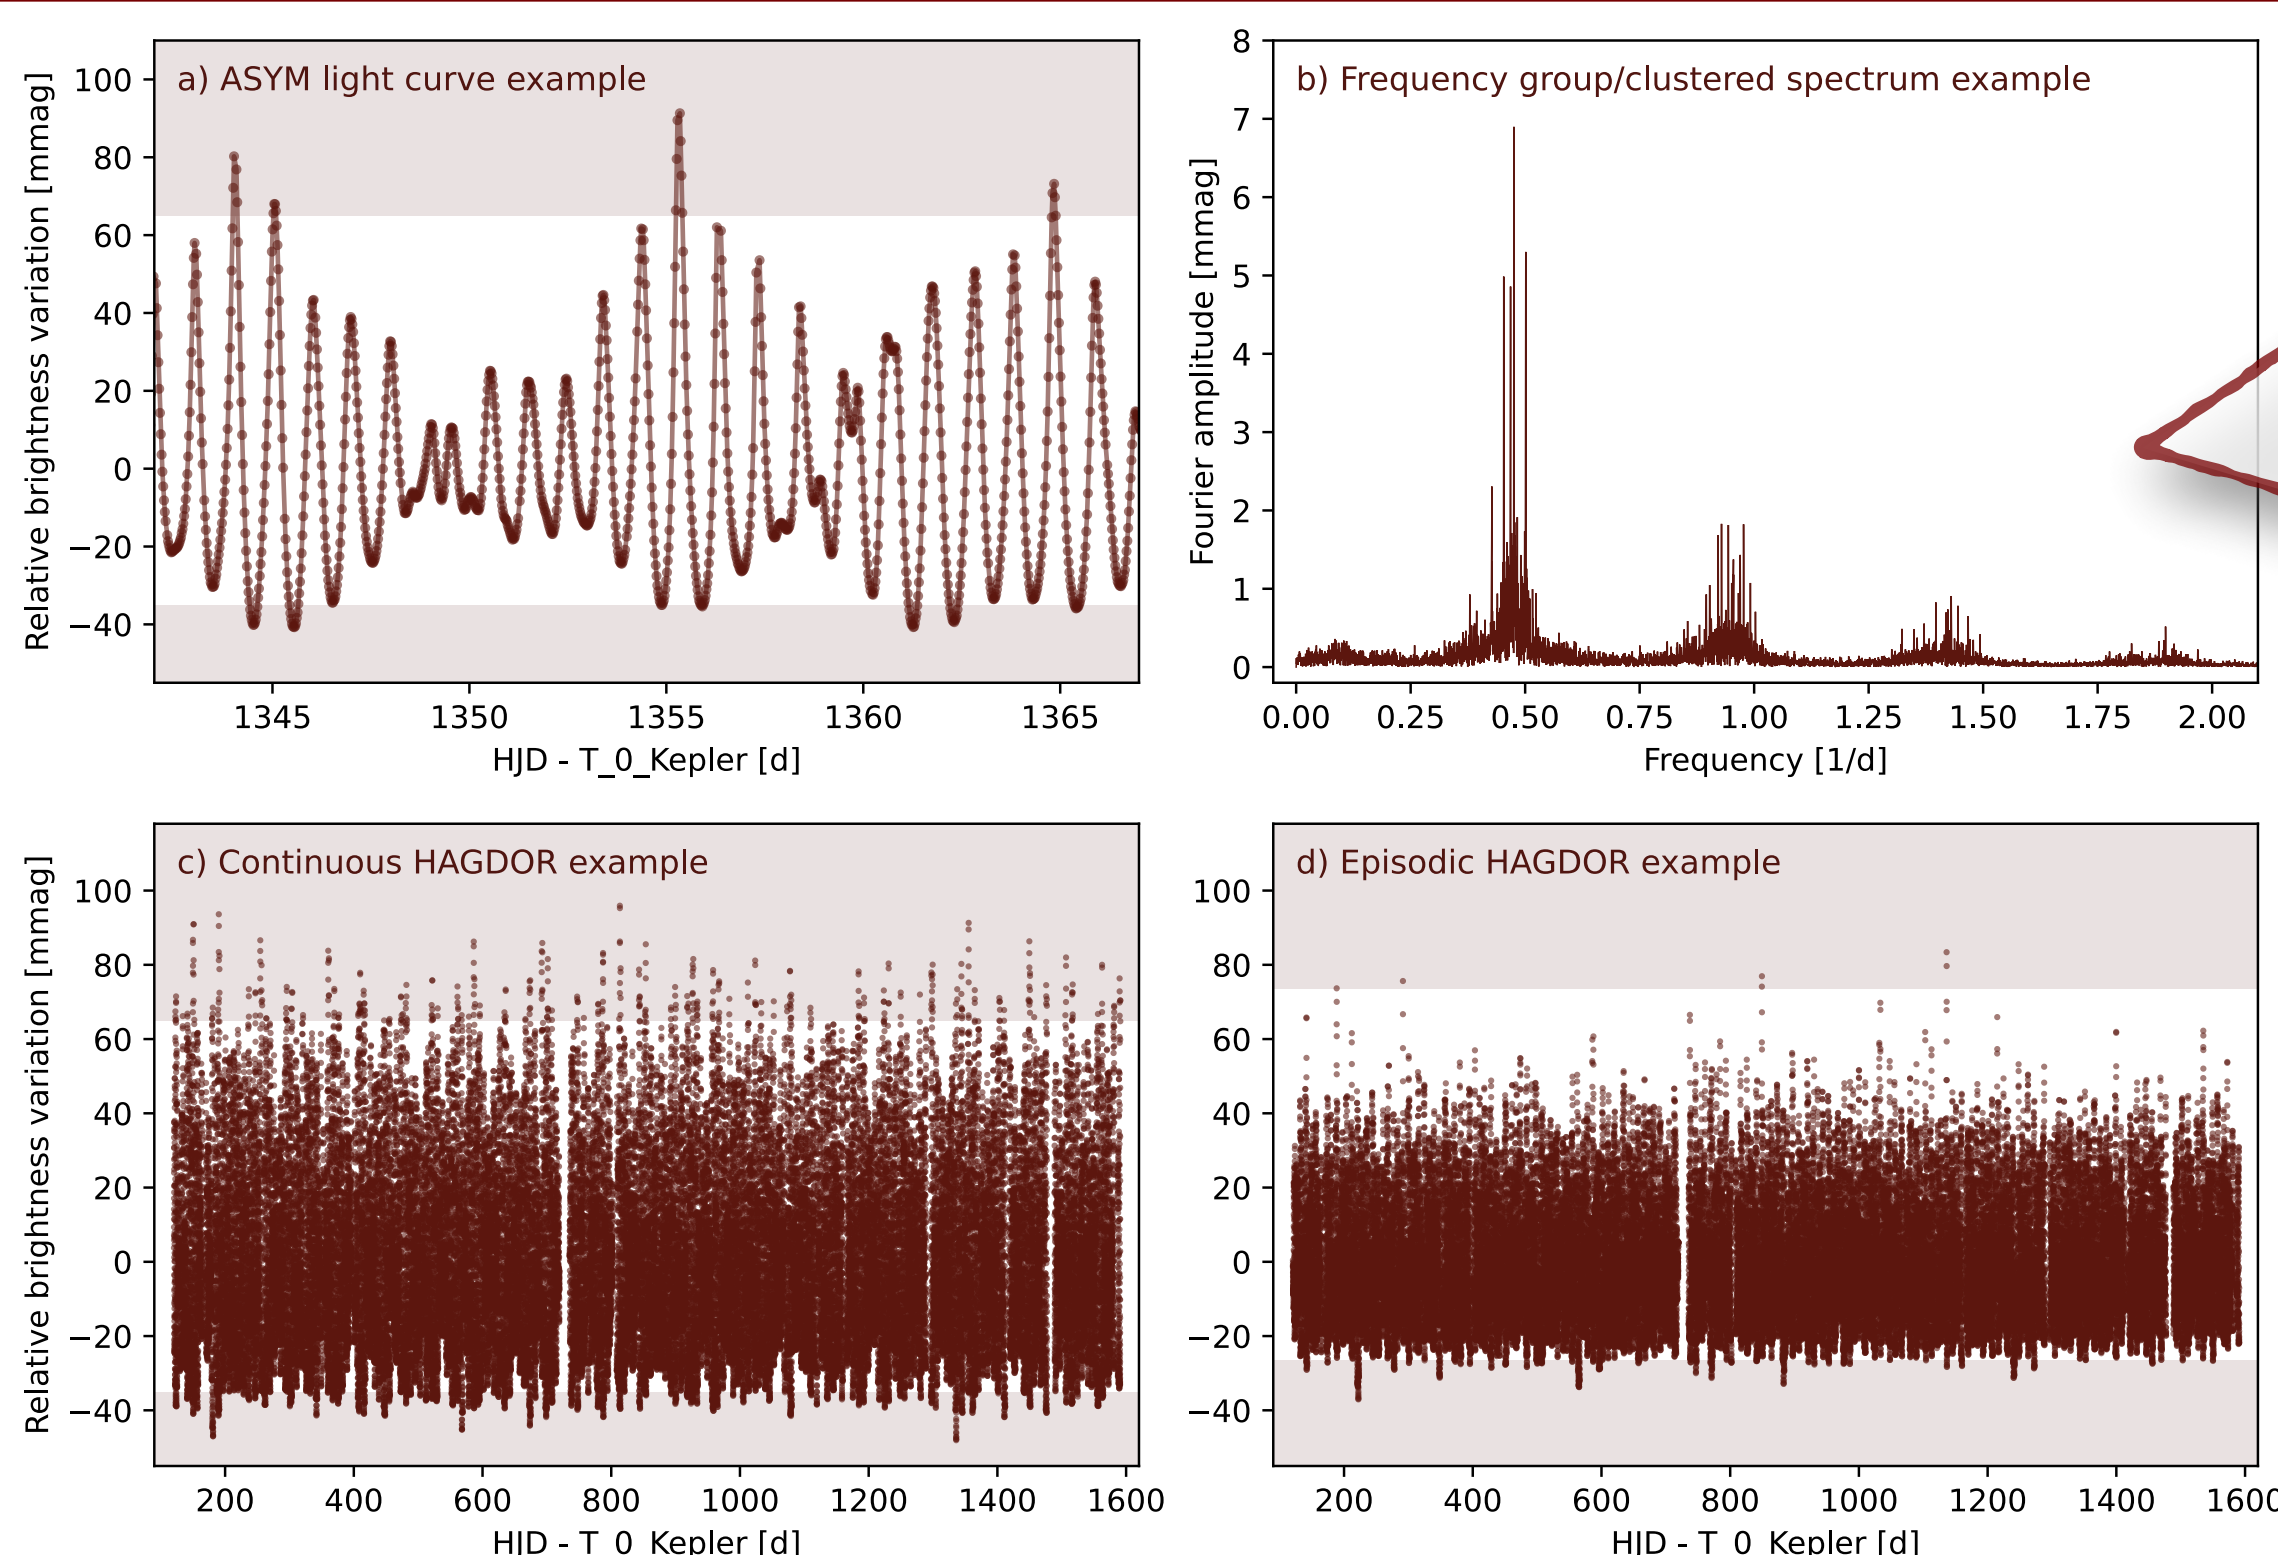 a) ASYM light curve example
Relative brightness variation [mmag]
100
80
60
40
20
0
−20
−40
1345 1350 1355 1360 1365
HJD - T_0_Kepler [d]
b) Frequency group/clustered spectrum example
Fourier amplitude [mmag]
8
7
6
5
4
3
2
1
0
0.00 0.25 0.50 0.75 1.00 1.25 1.50 1.75 2.00
Frequency [1/d]
c) Continuous HAGDOR example
Relative brightness variation [mmag]
100
80
60
40
20
0
−20
−40
200 400 600 800 1000 1200 1400 1600
HJD - T_0_Kepler [d]
d) Episodic HAGDOR example
100
80
60
40
20
0
−20
−40
200 400 600 800 1000 1200 1400 1600
HJD - T_0_Kepler [d]